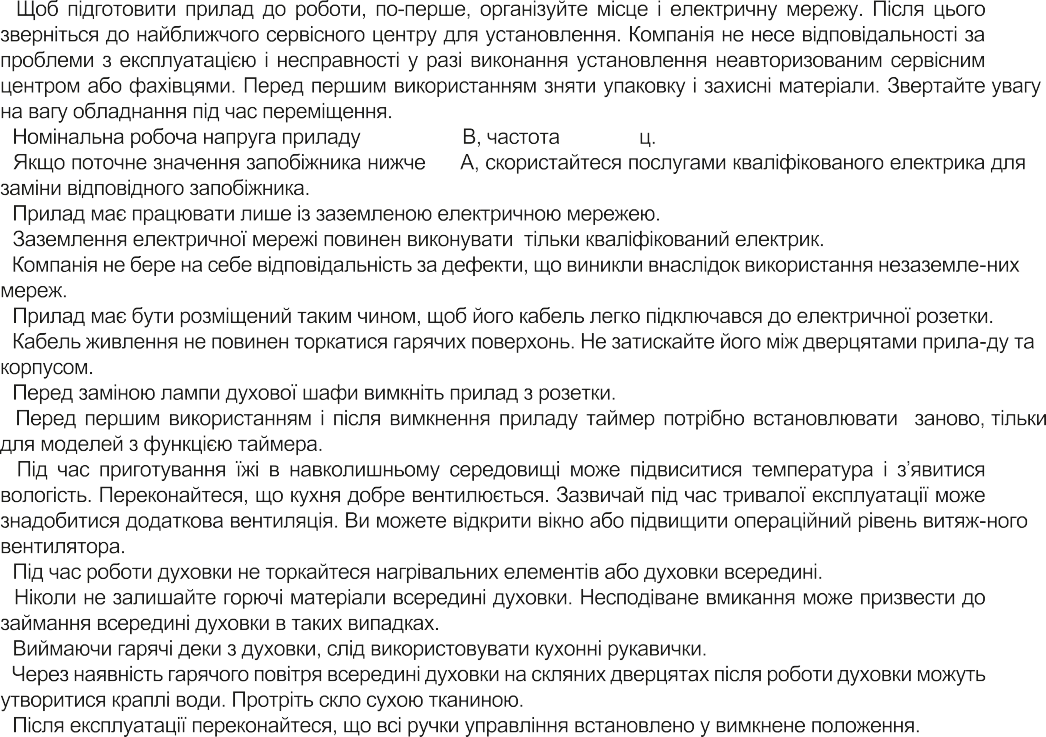 Щоб підготовити прилад до роботи, по-перше, організуйте місце і електричну мережу. Після цього
зверніться до найближчого сервісного центру для установлення. Компанія не несе відповідальності за
проблеми з експлуатацією і несправності у разі виконання установлення неавторизованим сервісним
центром або фахівцями. Перед першим використанням зняти упаковку і захисні матеріали. Звертайте увагу
на вагу обладнання під час переміщення.
Номінальна робоча напруга приладу В, частота ц.
Якщо поточне значення запобіжника нижче А, скористайтеся послугами кваліфікованого електрика для
заміни відповідного запобіжника.
Прилад має працювати лише із заземленою електричною мережею.
Заземлення електричної мережі повинен виконувати тільки кваліфікований електрик.
Компанія не бере на себе відповідальність за дефекти, що виникли внаслідок використання незаземле-них
мереж.
Прилад має бути розміщений таким чином, щоб його кабель легко підключався до електричної розетки.
Кабель живлення не повинен торкатися гарячих поверхонь. Не затискайте його між дверцятами прила-ду та
корпусом.
Перед заміною лампи духової шафи вимкніть прилад з розетки.
Перед першим використанням і після вимкнення приладу таймер потрібно встановлювати заново, тільки
для моделей з функцією таймера.
Під час приготування їжі в навколишньому середовищі може підвиситися температура і з’явитися
вологість. Переконайтеся, що кухня добре вентилюється. Зазвичай під час тривалої експлуатації може
знадобитися додаткова вентиляція. Ви можете відкрити вікно або підвищити операційний рівень витяж-ного
вентилятора.
Під час роботи духовки не торкайтеся нагрівальних елементів або духовки всередині.
Ніколи не залишайте горючі матеріали всередині духовки. Несподіване вмикання може призвести до
займання всередині духовки в таких випадках.
Виймаючи гарячі деки з духовки, слід використовувати кухонні рукавички.
Через наявність гарячого повітря всередині духовки на скляних дверцятах після роботи духовки можуть
утворитися краплі води. Протріть скло сухою тканиною.
Після експлуатації переконайтеся, що всі ручки управління встановлено у вимкнене положення.